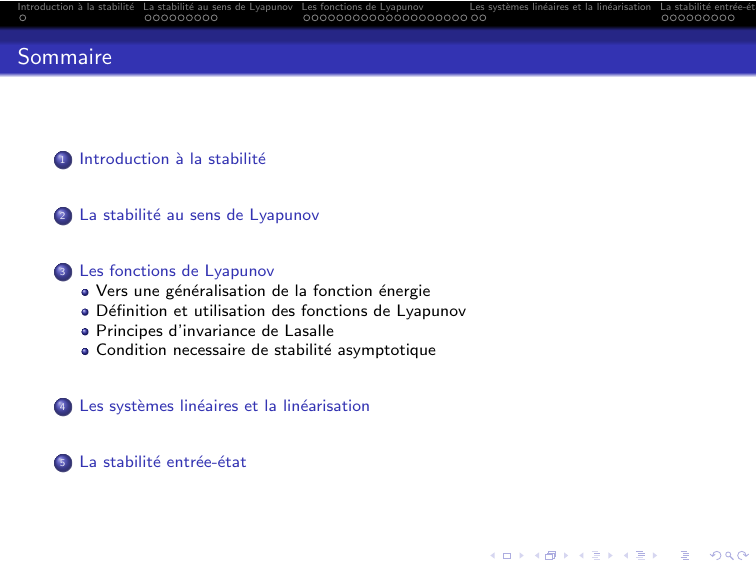 Introduction à la stabilité La stabilité au sens de Lyapunov Les fonctions de Lyapunov Les systèmes linéaires et la linéarisation La stabilité entrée-ét
Sommaire
1 Introduction à la stabilité
2 La stabilité au sens de Lyapunov
3 Les fonctions de Lyapunov
Vers une généralisation de la fonction énergie
Définition et utilisation des fonctions de Lyapunov
Principes d'invariance de Lasalle
Condition necessaire de stabilité asymptotique
4 Les systèmes linéaires et la linéarisation
5 La stabilité entrée-état